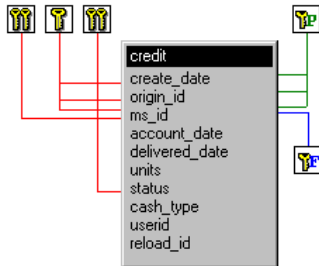 P
credit
create_date
origin_id
ms_id
account_date
delivered_date
units
status
cash_type
userid
reload_id
F